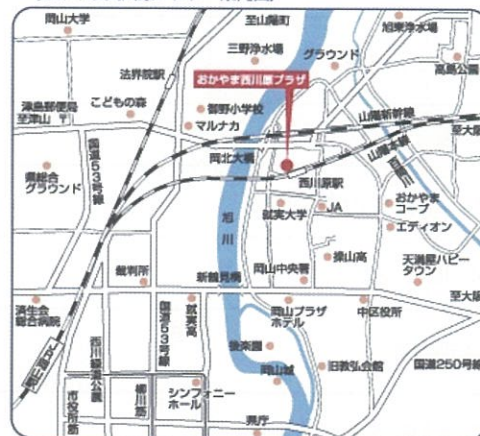 岡山大学
至山陽町
旭東浄水場
三野浄水場
グラウンド
高島公園
法界院駅
おかやま西川原プラザ
津島郵便局
至津山
こどもの森
御野小学校
マルナカ
山陽新幹線
至大阪
山陽本線
百間川
岡北大橋
国道53号線
県総合
グラウンド
西川原駅
旭川
就実大学
JA
おかやま
コープ
エディオン
操山高
岡山中央署
天満屋ハピー
タウン
裁判所
新鶴見橋
至大阪
済生会
総合病院
国道53号線
就実高
岡山プラザ
ホテル
中区役所
西川緑道公園
後楽園
岡山城
旧敷弘会館
国道250号線
岡山駅
市役所筋
柳川筋
シンフォニー
ホール
県庁